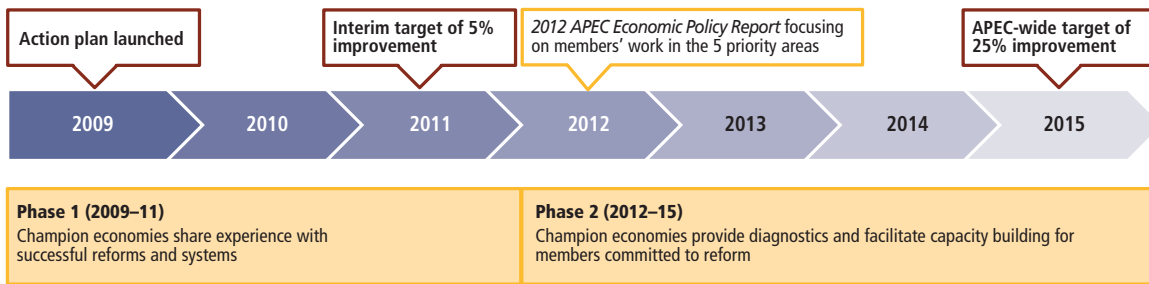 Action plan launched
Interim target of 5%
improvement
2012 APEC Economic Policy Report focusing
on members’ work in the 5 priority areas
APEC-wide target of
25% improvement
2009
2010
2011
2012
2013
2014
2015
Phase 1 (2009–11)
Champion economies share experience with
successful reforms and systems
Phase 2 (2012–15)
Champion economies provide diagnostics and facilitate capacity building for
members committed to reform